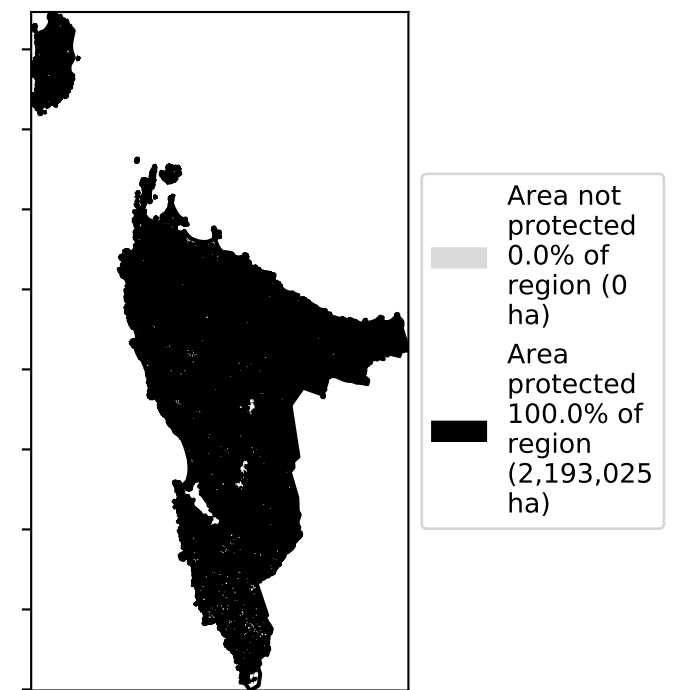 Area not
protected
0.0% of
region (0
ha)
Area
protected
100.0% of
region
(2,193,025
ha)